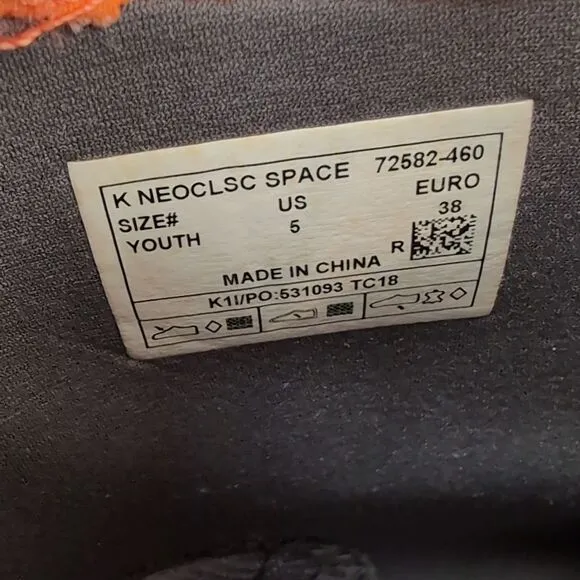 K NEOCLSC SPACE 72582-460
SIZE# US EURO
YOUTH 5 38
R
MADE IN CHINA
K1I/PO:531093 TC18